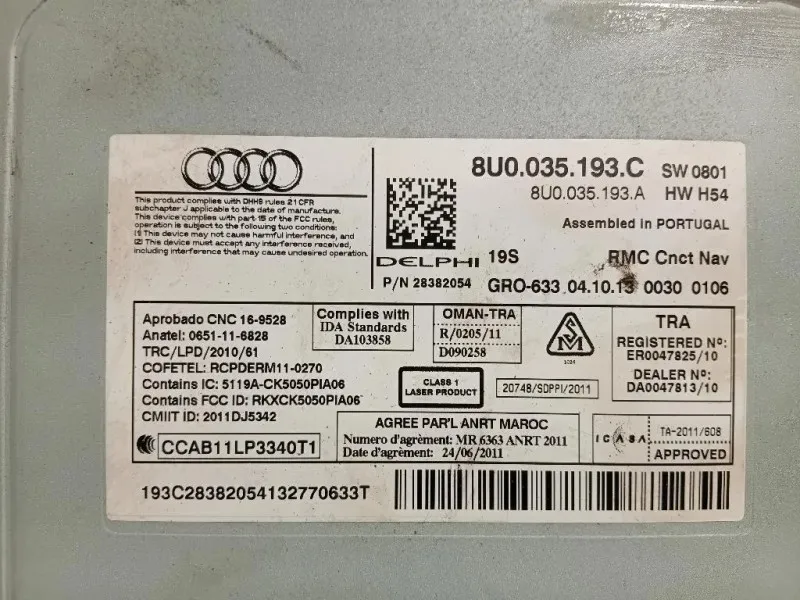 8U0.035.193.C SW 0801
8U0.035.193.A HW H54
Assembled in PORTUGAL
This product complies with DHHS rules 21 CFR
subchapter J applicable to the date of manufacture.
This device complies with part 15 of the FCC rules,
operation is subject to the following two conditions:
(1) This device may not cause harmful interference, and
(2) This device must accept any interference received,
including interference that may cause undesired operation.
DELPHI 19S RMC Cnct Nav
P/N 28382054 GRO-633 04.10.13 0030 0106
Aprobado CNC 16-9528
Anatel: 0651-11-6828
TRC/LPD/2010/61
COFETEL: RCPDERM11-0270
Contains IC: 5119A-CK5050PIA06
Contains FCC ID: RKXCK5050PIA06
CMIIT ID: 2011DJ5342
CCAB11LP3340T1
Complies with
IDA Standards
DA103858
OMAN-TRA
R/0205/11
D090258
SM
1024
TRA
REGISTERED Nº:
ER0047825/10
DEALER Nº:
DA0047813/10
CLASS 1
LASER PRODUCT
20748/SDPPI/2011
AGREE PAR'L ANRT MAROC
Numero d'agrément: MR 6363 ANRT 2011
Date d'agrément: 24/06/2011
ICASA
TA-2011/608
APPROVED
193C28382054132770633T